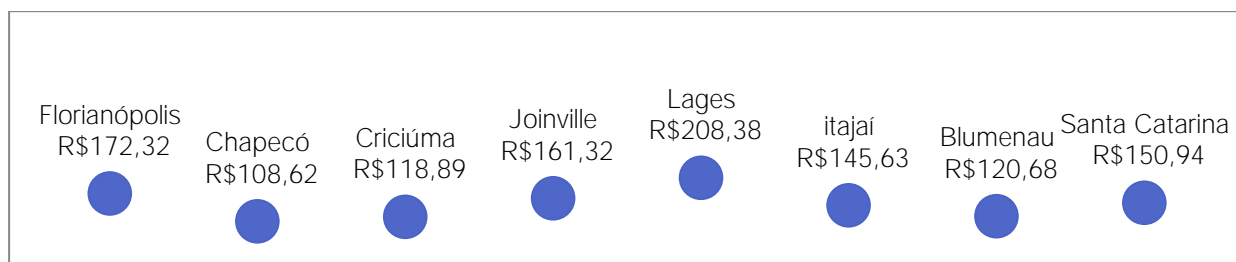 Florianópolis
R$172,32
Chapecó
R$108,62
Criciúma
R$118,89
Joinville
R$161,32
Lages
R$208,38
itajaí
R$145,63
Blumenau
R$120,68
Santa Catarina
R$150,94